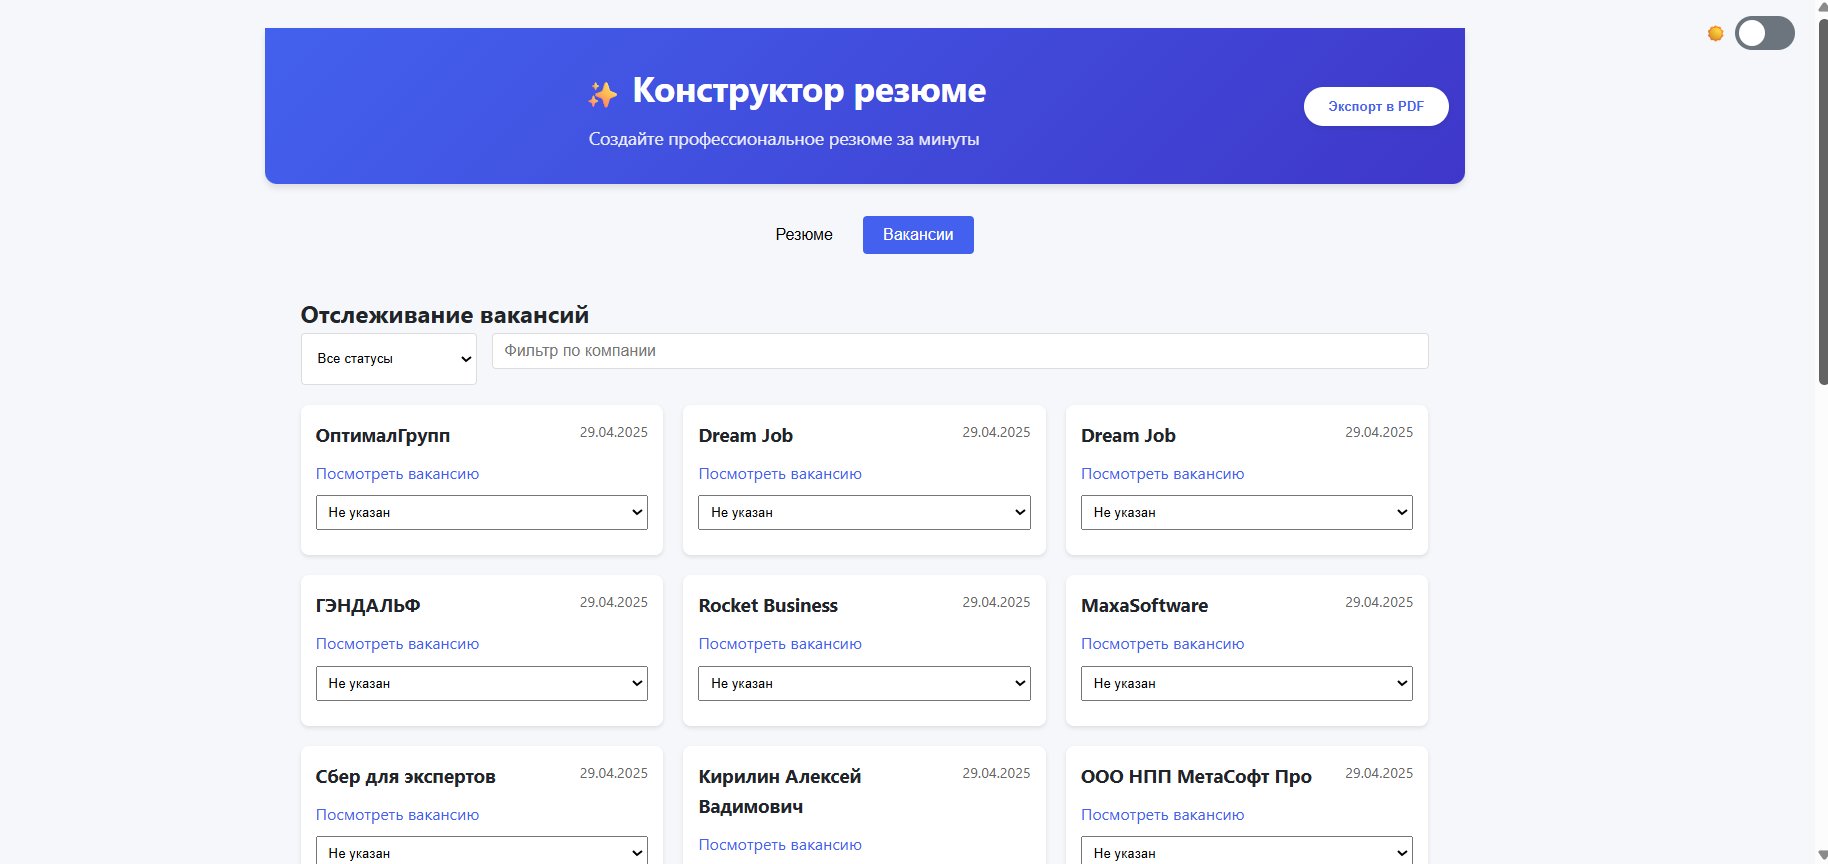 Конструктор резюме
Создайте профессиональное резюме за минуты
Экспорт в PDF
Резюме
Вакансии
Отслеживание вакансий
Все статусы
Фильтр по компании
ОптималГрупп
29.04.2025
Посмотреть вакансию
Не указан
Dream Job
29.04.2025
Посмотреть вакансию
Не указан
Dream Job
29.04.2025
Посмотреть вакансию
Не указан
ГЭНДАЛЬФ
29.04.2025
Посмотреть вакансию
Не указан
Rocket Business
29.04.2025
Посмотреть вакансию
Не указан
MaxaSoftware
29.04.2025
Посмотреть вакансию
Не указан
Сбер для экспертов
29.04.2025
Посмотреть вакансию
Не указан
Кирилин Алексей
Вадимович
29.04.2025
Посмотреть вакансию
ООО НПП МетаСофт Про
29.04.2025
Посмотреть вакансию
Не указан